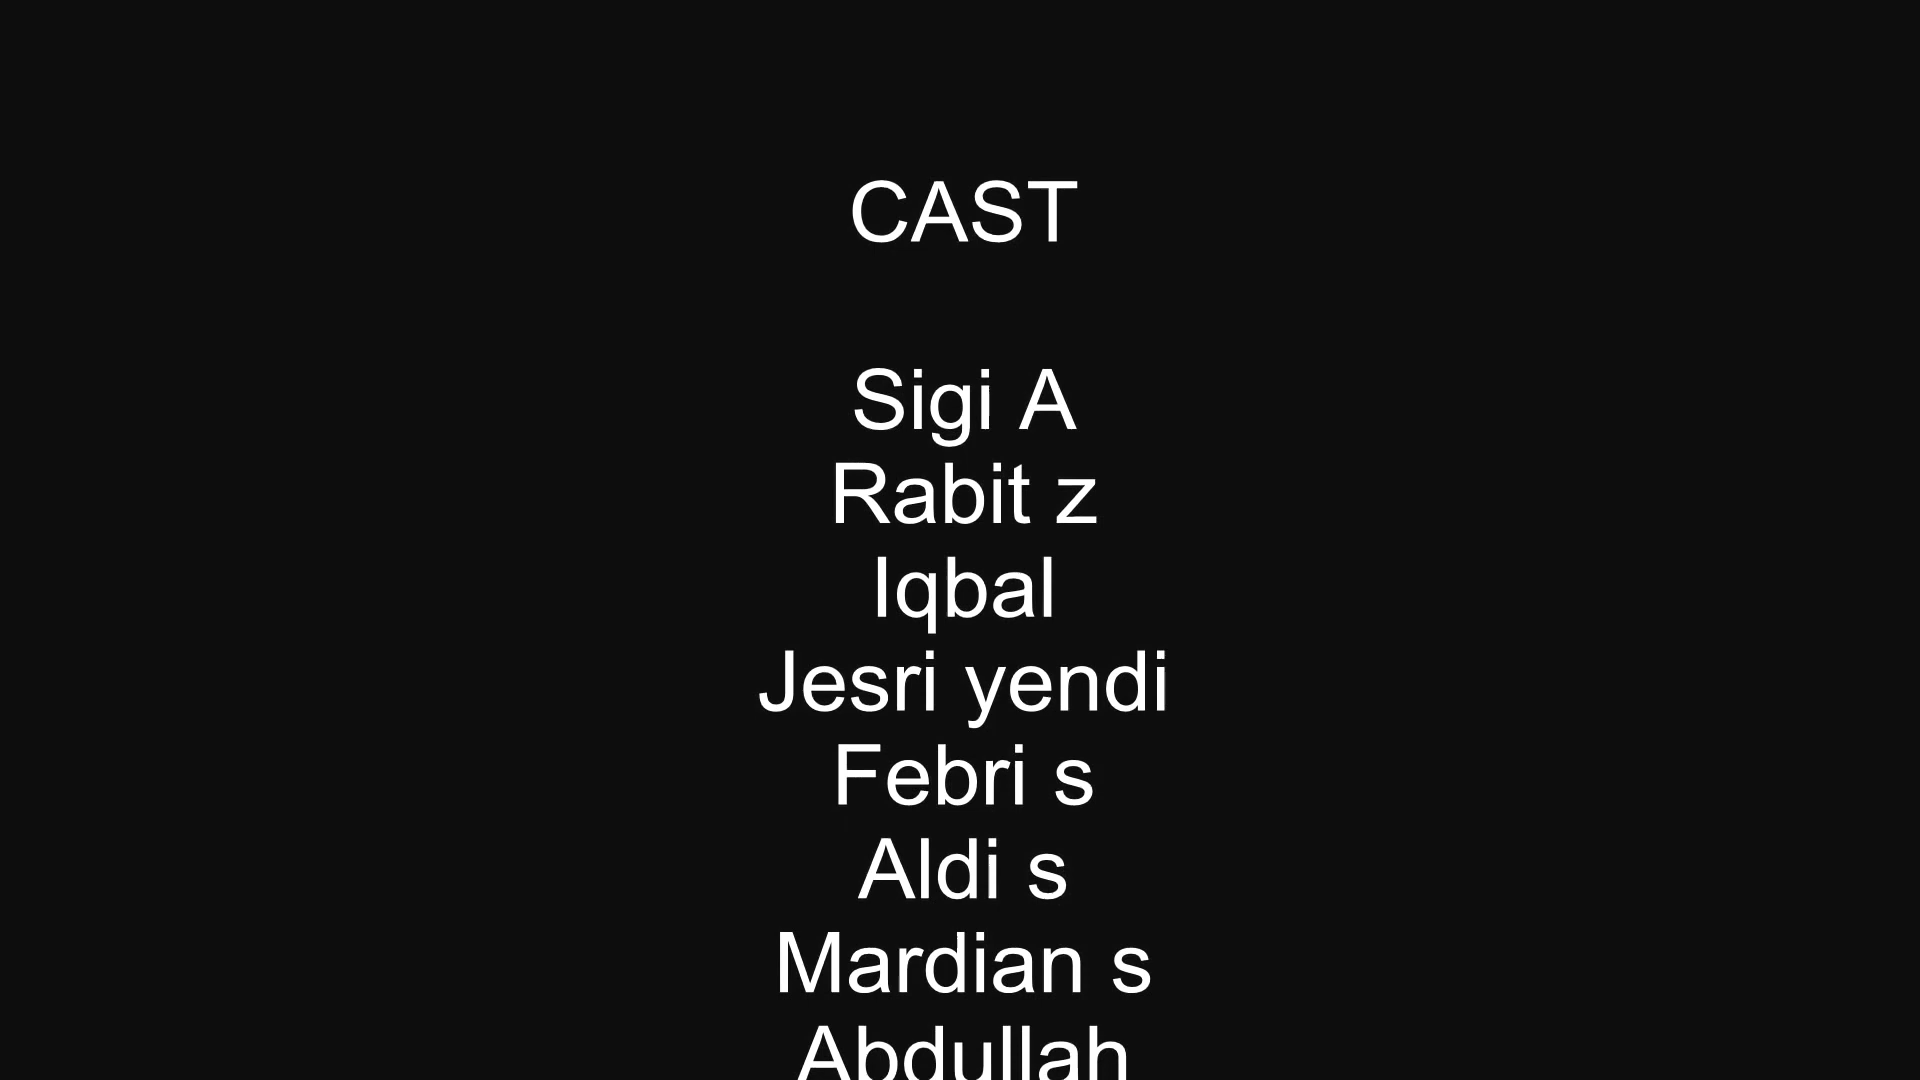 CAST
Sigi A
Rabit z
Iqbal
Jesri yendi
Febri s
Aldi s
Mardian s
Abdullah